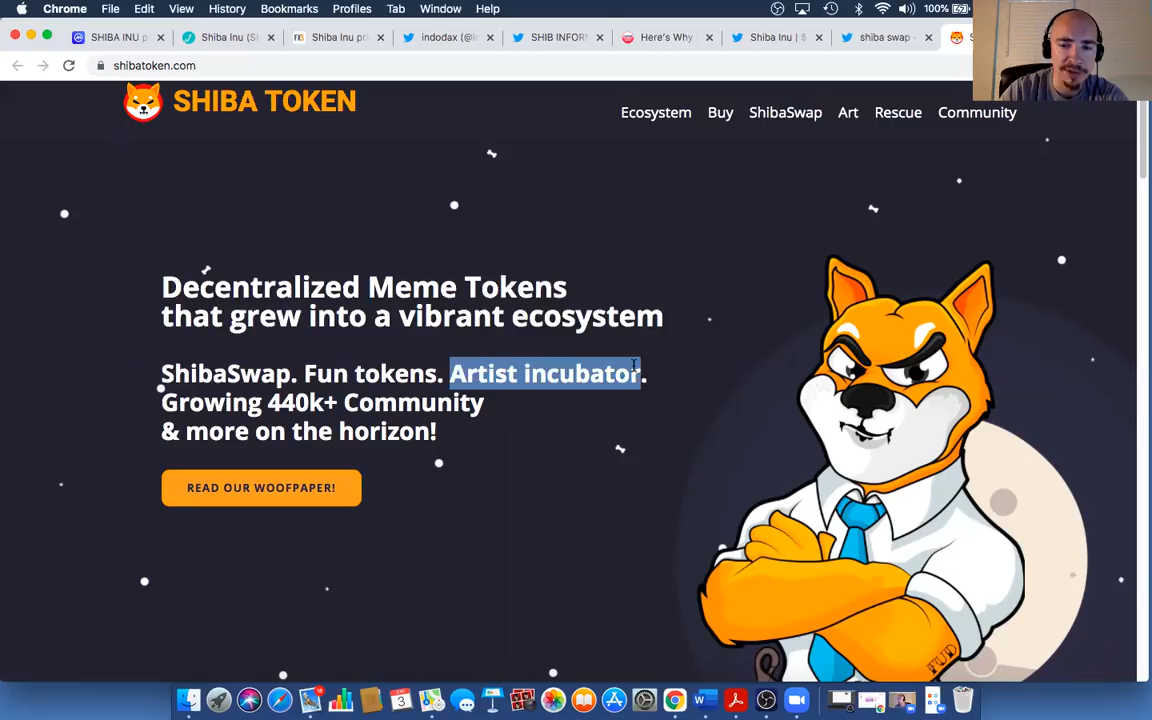 Chrome File Edit View History Bookmarks Profiles Tab Window Help 100%
SHIBA INU p Shiba Inu (S Shiba Inu pri indodax (@i SHIB INFOR Here's Why Shiba Inu | $ shiba swap -
shibatoken.com
SHIBA TOKEN
Ecosystem Buy ShibaSwap Art Rescue Community
Decentralized Meme Tokens
that grew into a vibrant ecosystem
ShibaSwap. Fun tokens. Artist incubator.
Growing 440k+ Community
& more on the horizon!
READ OUR WOOFPAPER!
FUD
3